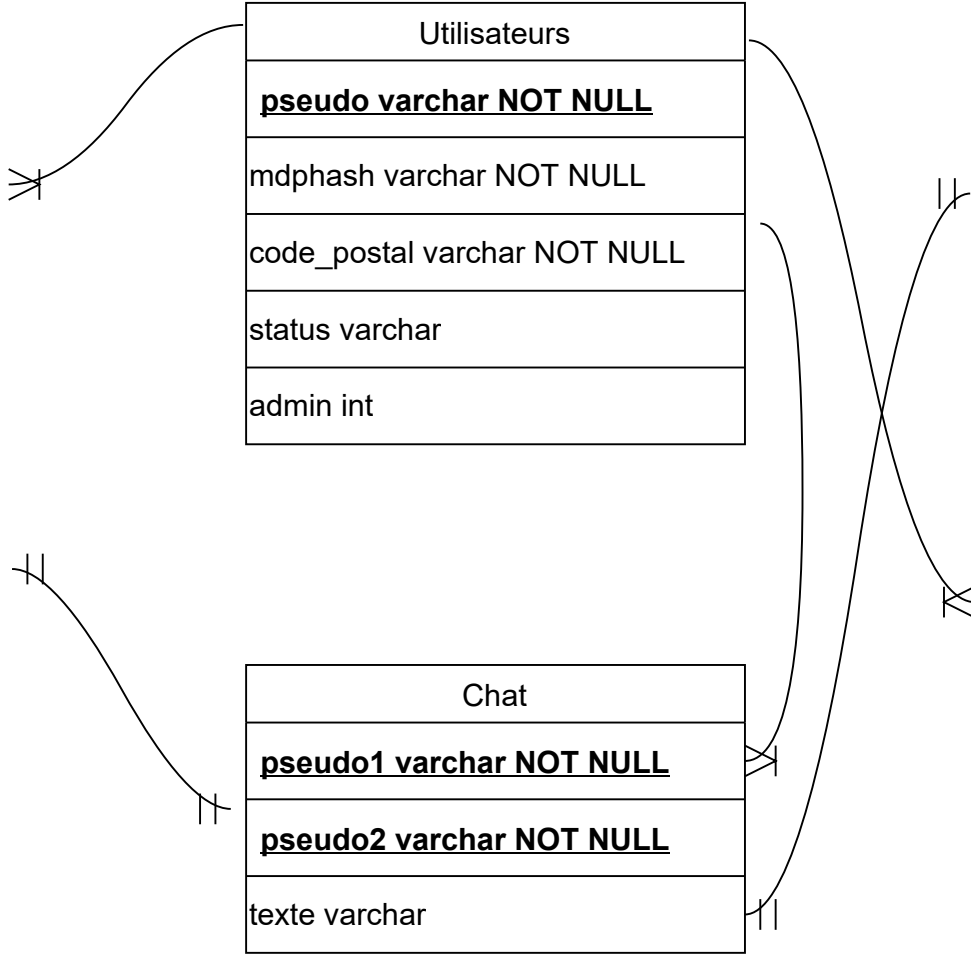 Utilisateurs
pseudo varchar NOT NULL
mdphash varchar NOT NULL
code_postal varchar NOT NULL
status varchar
admin int
Chat
pseudo1 varchar NOT NULL
pseudo2 varchar NOT NULL
texte varchar